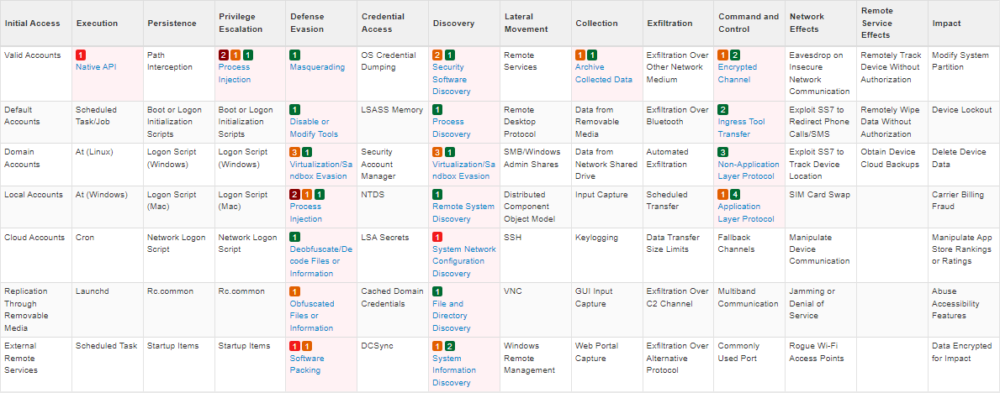 Initial Access
Execution
Persistence
Privilege
Escalation
Defense
Evasion
Credential
Access
Discovery
Lateral
Movement
Collection
Exfiltration
Command and
Control
Network
Effects
Remote
Service
Effects
Impact
Valid Accounts
1
Native API
Path
Interception
2 1 1
Process
Injection
1
Masquerading
OS Credential
Dumping
2 1
Security
Software
Discovery
Remote
Services
1 1
Archive
Collected Data
Exfiltration Over
Other Network
Medium
1 2
Encrypted
Channel
Eavesdrop on
Insecure
Network
Communication
Remotely Track
Device Without
Authorization
Modify System
Partition
Default
Accounts
Scheduled
Task/Job
Boot or Logon
Initialization
Scripts
Boot or Logon
Initialization
Scripts
1
Disable or
Modify Tools
LSASS Memory
1
Process
Discovery
Remote
Desktop
Protocol
Data from
Removable
Media
Exfiltration Over
Bluetooth
2
Ingress Tool
Transfer
Exploit SS7 to
Redirect Phone
Calls/SMS
Remotely Wipe
Data Without
Authorization
Device Lockout
Domain
Accounts
At (Linux)
Logon Script
(Windows)
Logon Script
(Windows)
3 1
Virtualization/Sa
ndbox Evasion
Security
Account
Manager
3 1
Virtualization/Sa
ndbox Evasion
SMB/Windows
Admin Shares
Data from
Network Shared
Drive
Automated
Exfiltration
3
Non-Application
Layer Protocol
Exploit SS7 to
Track Device
Location
Obtain Device
Cloud Backups
Delete Device
Data
Local Accounts
At (Windows)
Logon Script
(Mac)
Logon Script
(Mac)
2 1 1
Process
Injection
NTDS
1
Remote System
Discovery
Distributed
Component
Object Model
Input Capture
Scheduled
Transfer
1 4
Application
Layer Protocol
SIM Card Swap
Carrier Billing
Fraud
Cloud Accounts
Cron
Network Logon
Script
Network Logon
Script
1
Deobfuscate/De
code Files or
Information
LSA Secrets
1
System Network
Configuration
Discovery
SSH
Keylogging
Data Transfer
Size Limits
Fallback
Channels
Manipulate
Device
Communication
Manipulate App
Store Rankings
or Ratings
Replication
Through
Removable
Media
Launchd
Rc.common
Rc.common
1
Obfuscated
Files or
Information
Cached Domain
Credentials
1
File and
Directory
Discovery
VNC
GUI Input
Capture
Exfiltration Over
C2 Channel
Multiband
Communication
Jamming or
Denial of
Service
Abuse
Accessibility
Features
External
Remote
Services
Scheduled Task
Startup Items
Startup Items
1 1
Software
Packing
DCSync
1 2
System
Information
Discovery
Windows
Remote
Management
Web Portal
Capture
Exfiltration Over
Alternative
Protocol
Commonly
Used Port
Rogue Wi-Fi
Access Points
Data Encrypted
for Impact